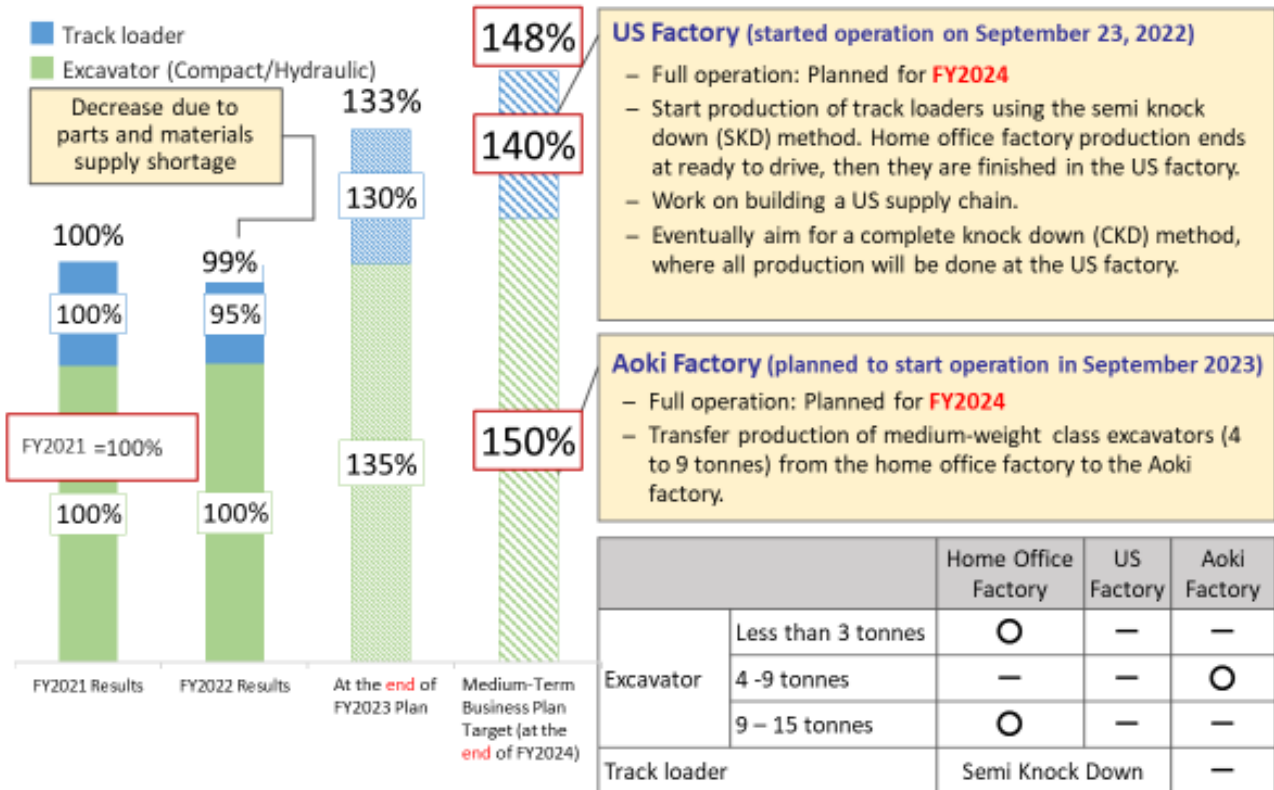 Track loader
Excavator (Compact/Hydraulic)
Decrease due to
parts and materials
supply shortage
100%
100%
FY2021 =100%
100%
FY2021 Results
99%
95%
100%
FY2022 Results
133%
130%
135%
At the end of
FY2023 Plan
148%
140%
150%
Medium-Term
Business Plan
Target (at the
end of FY2024)
US Factory (started operation on September 23, 2022)
– Full operation: Planned for FY2024
– Start production of track loaders using the semi knock
down (SKD) method. Home office factory production ends
at ready to drive, then they are finished in the US factory.
– Work on building a US supply chain.
– Eventually aim for a complete knock down (CKD) method,
where all production will be done at the US factory.
Aoki Factory (planned to start operation in September 2023)
– Full operation: Planned for FY2024
– Transfer production of medium-weight class excavators (4
to 9 tonnes) from the home office factory to the Aoki
factory.
Home Office Factory US Factory Aoki Factory
Excavator
Less than 3 tonnes ○ — —
4 -9 tonnes — — ○
9 – 15 tonnes ○ — —
Track loader Semi Knock Down —